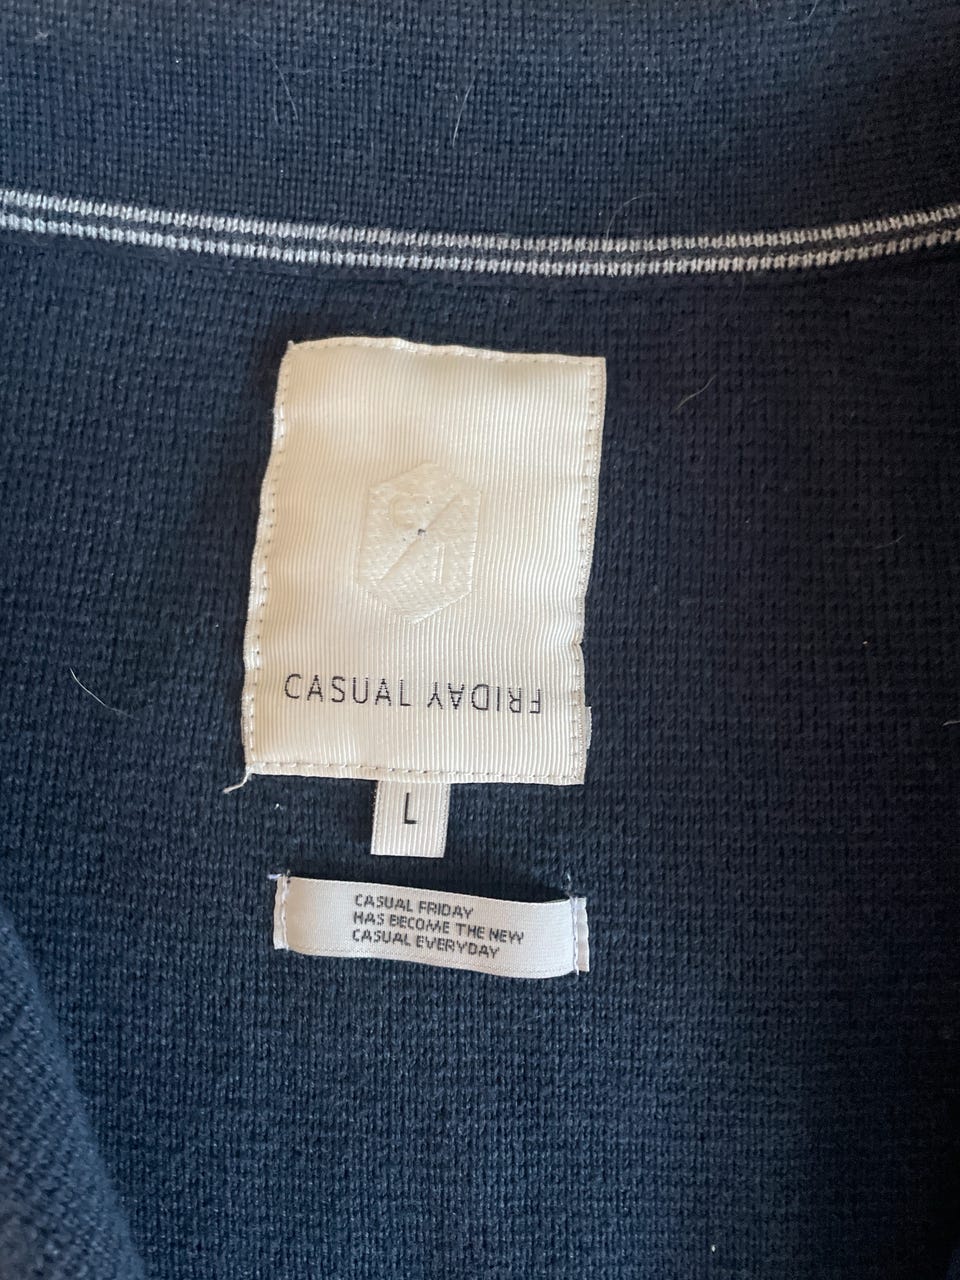 CASUAL FRIDAY
L
CASUAL FRIDAY
HAS BECOME THE NEW
CASUAL EVERYDAY